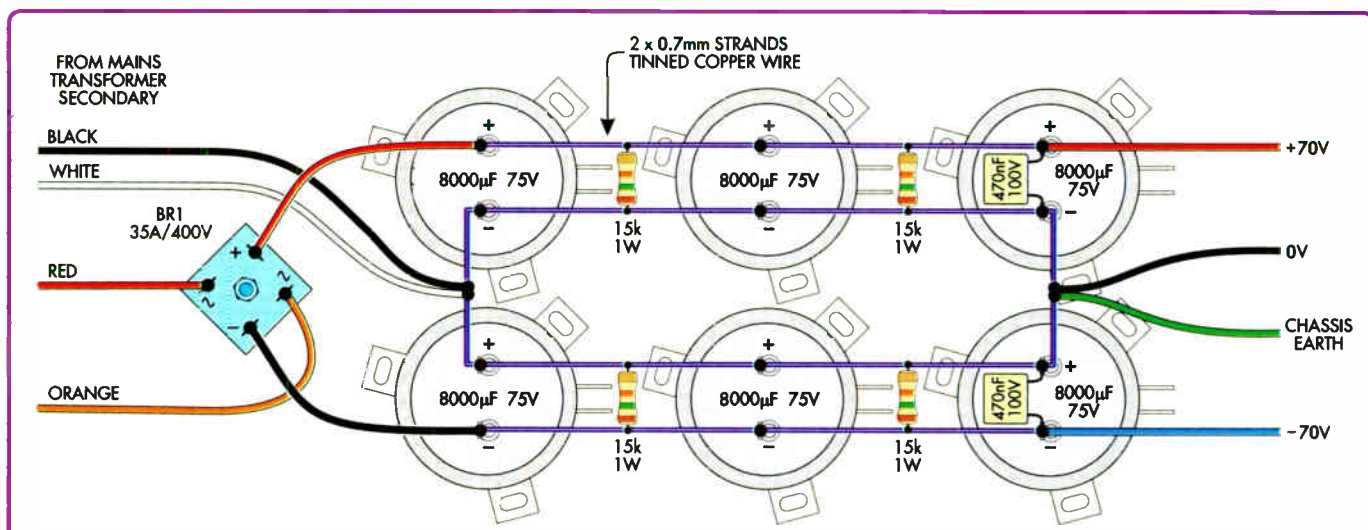 2 x 0.7mm STRANDS
TINNED COPPER WIRE
FROM MAINS
TRANSFORMER
SECONDARY
BLACK
WHITE
BR1
35A/400V
RED
ORANGE
+
~
~
−
+
8000µF 75V
−
15k
1W
+
8000µF 75V
−
15k
1W
+
470nF
100V
8000µF
75V
−
+70V
0V
CHASSIS
EARTH
+
8000µF 75V
−
15k
1W
+
8000µF 75V
−
15k
1W
+
470nF
100V
8000µF
75V
−
−70V